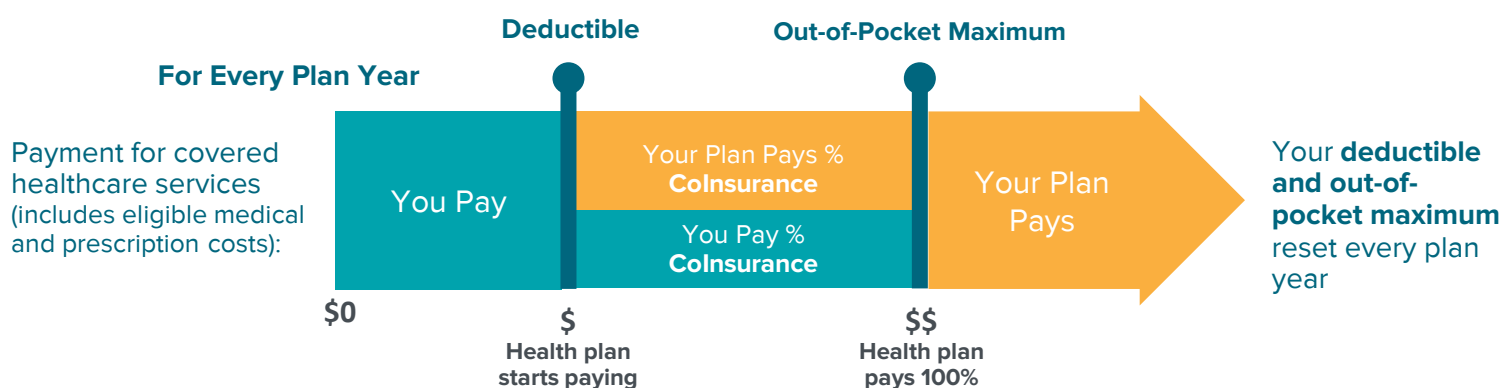 Deductible
Out-of-Pocket Maximum
For Every Plan Year
Payment for covered
healthcare services
(includes eligible medical
and prescription costs):
You Pay
Your Plan Pays %
CoInsurance
You Pay %
CoInsurance
Your Plan
Pays
Your deductible
and out-of-
pocket maximum
reset every plan
year
$0
$
Health plan
starts paying
$$
Health plan
pays 100%